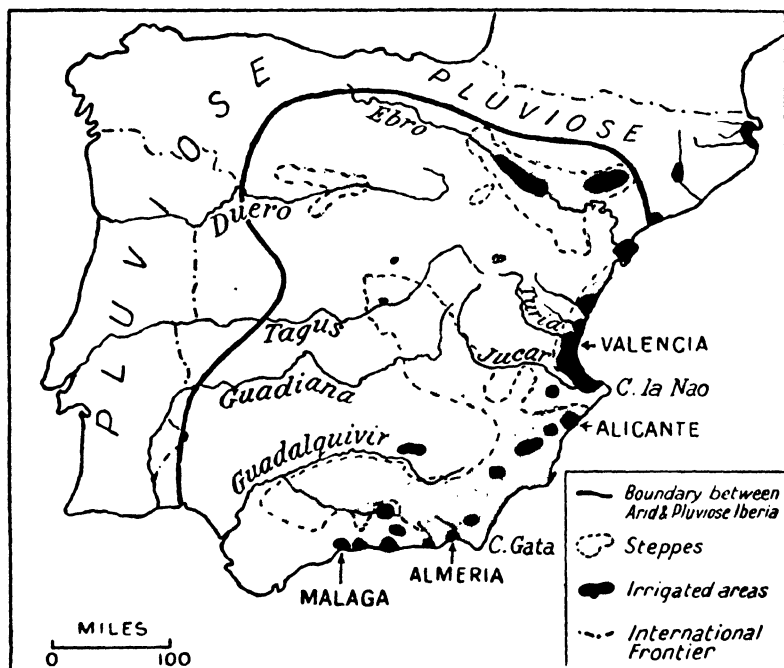 PLUVIOSE
PLUVIOSE
Ebro
Duero
Tagus
Turia
Jucar
VALENCIA
C. la Nao
Guadiana
ALICANTE
Guadalquivir
C. Gata
ALMERIA
MALAGA
MILES
0 100
Boundary between
Arid & Pluviose Iberia
Steppes
Irrigated areas
International
Frontier